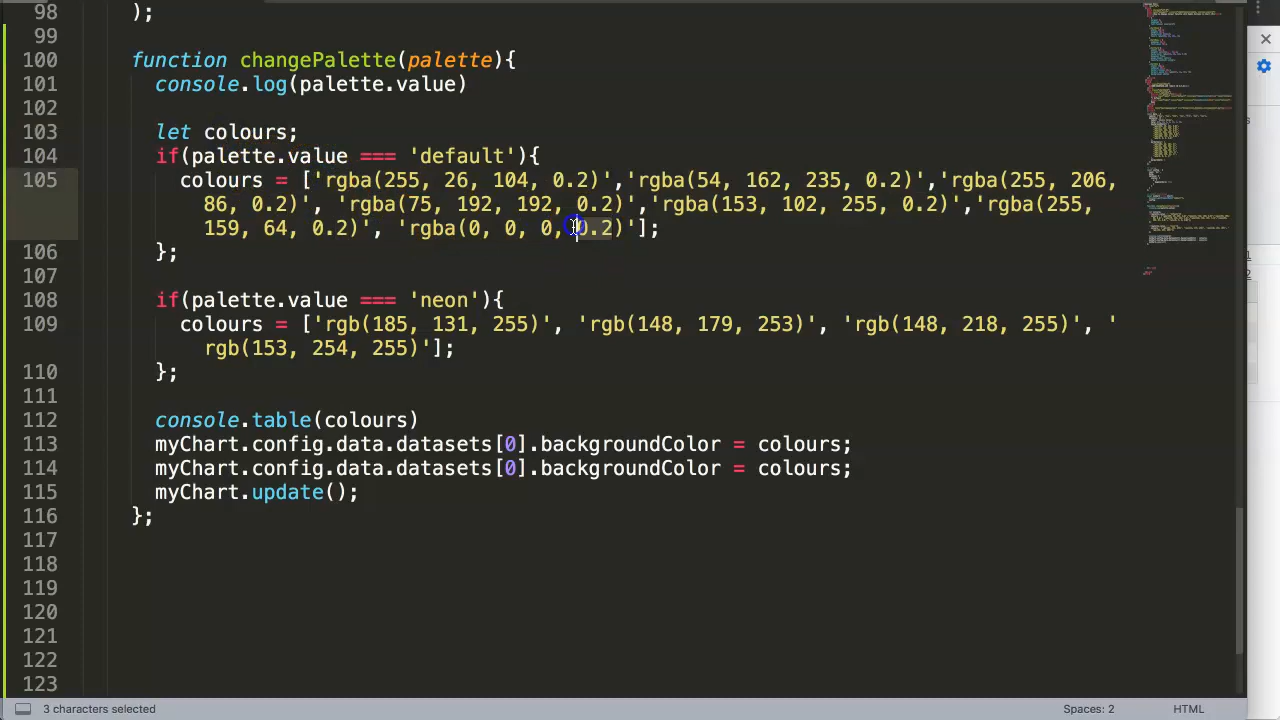 98 );
99
100 function changePalette(palette){
101 console.log(palette.value)
102
103 let colours;
104 if(palette.value === 'default'){
105 colours = ['rgba(255, 26, 104, 0.2)','rgba(54, 162, 235, 0.2)','rgba(255, 206,
86, 0.2)', 'rgba(75, 192, 192, 0.2)','rgba(153, 102, 255, 0.2)','rgba(255,
159, 64, 0.2)', 'rgba(0, 0, 0, 0.2)'];
106 };
107
108 if(palette.value === 'neon'){
109 colours = ['rgb(185, 131, 255)', 'rgb(148, 179, 253)', 'rgb(148, 218, 255)', '
rgb(153, 254, 255)'];
110 };
111
112 console.table(colours)
113 myChart.config.data.datasets[0].backgroundColor = colours;
114 myChart.config.data.datasets[0].backgroundColor = colours;
115 myChart.update();
116 };
117
118
119
120
121
122
123
3 characters selected
Spaces: 2
HTML